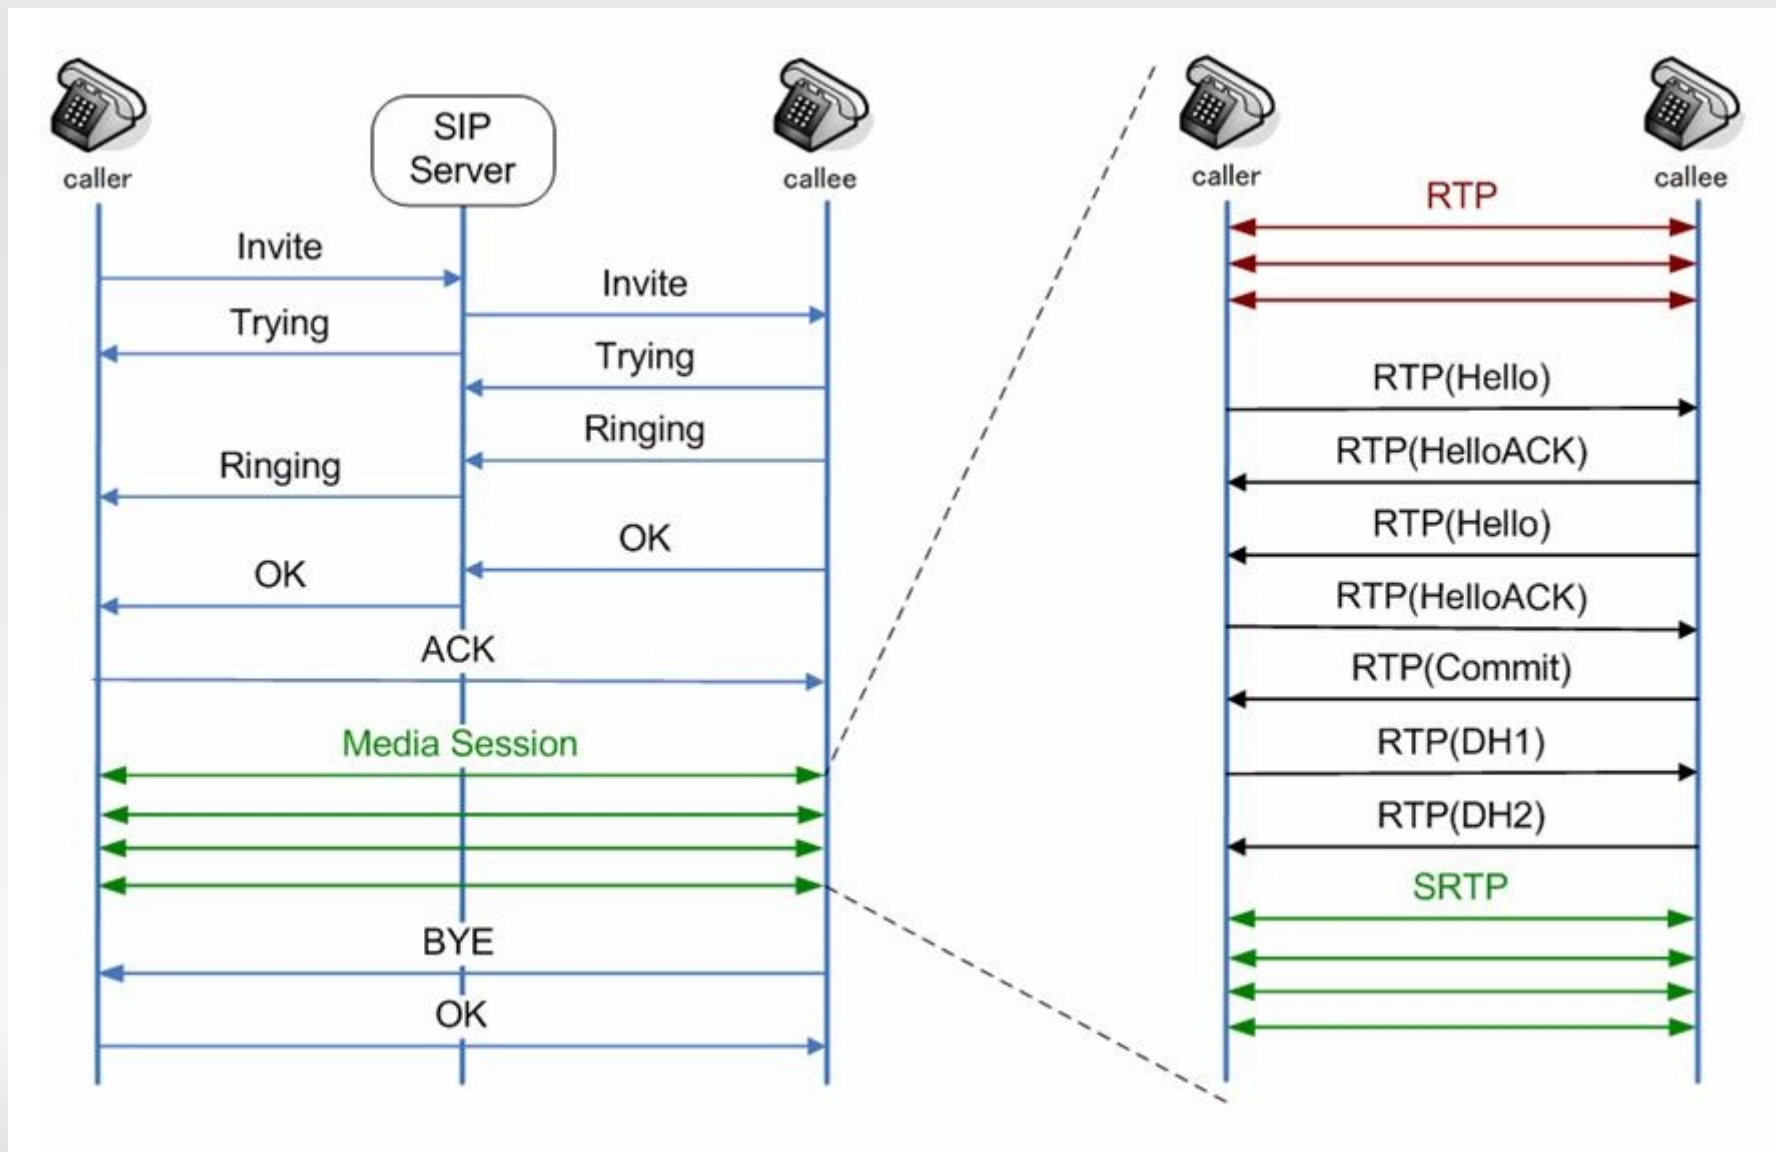 caller
SIP
Server
callee
Invite
Invite
Trying
Trying
Ringing
Ringing
OK
OK
ACK
Media Session
BYE
OK
caller
callee
RTP
RTP(Hello)
RTP(HelloACK)
RTP(Hello)
RTP(HelloACK)
RTP(Commit)
RTP(DH1)
RTP(DH2)
SRTP